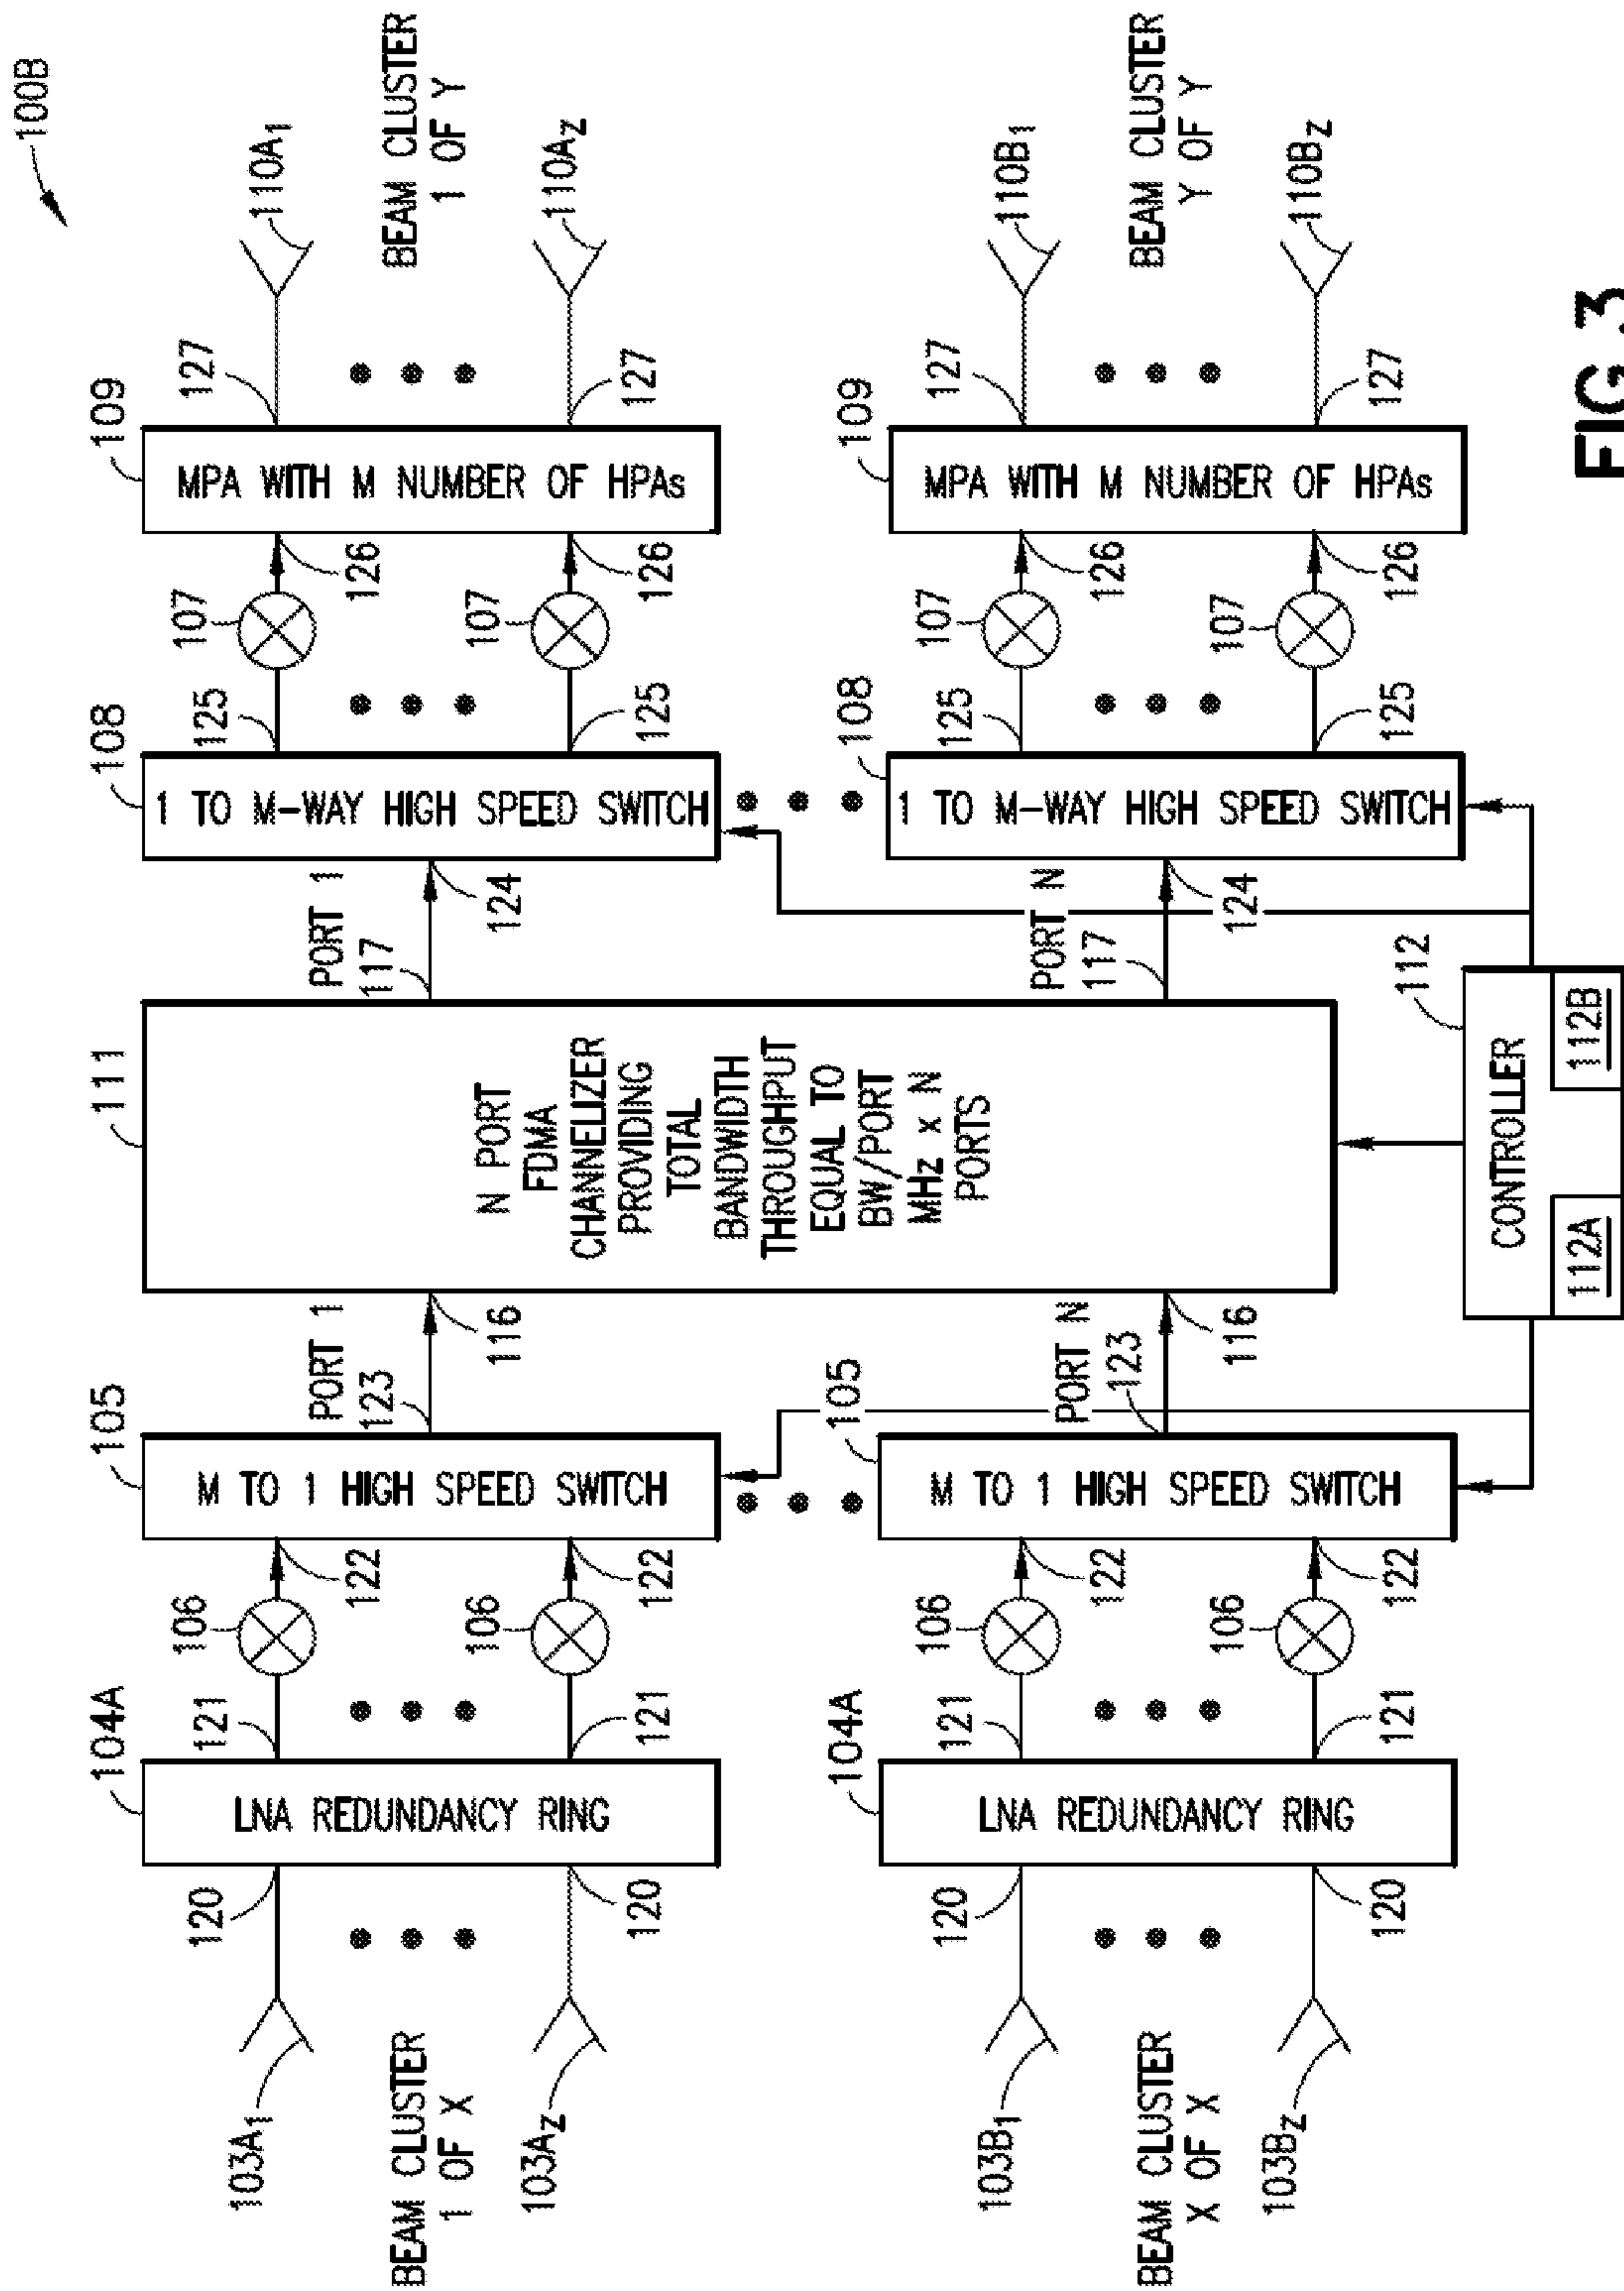 100B
103A1
BEAM CLUSTER
1 OF X
103Az
120
120
104A
LNA REDUNDANCY RING
121
121
106
106
122
122
105
M TO 1 HIGH SPEED SWITCH
PORT 1
123
116
111
N PORT
FDMA
CHANNELIZER
PROVIDING
TOTAL
BANDWIDTH
THROUGHPUT
EQUAL TO
BW/PORT
MHz x N
PORTS
PORT 1
117
124
108
1 TO M-WAY HIGH SPEED SWITCH
125
125
107
107
126
126
109
MPA WITH M NUMBER OF HPAs
127
127
110A1
BEAM CLUSTER
1 OF Y
110Az
103B1
BEAM CLUSTER
X OF X
103Bz
120
120
104A
LNA REDUNDANCY RING
121
121
106
106
122
122
105
M TO 1 HIGH SPEED SWITCH
PORT N
123
116
PORT N
117
124
108
1 TO M-WAY HIGH SPEED SWITCH
125
125
107
107
126
126
109
MPA WITH M NUMBER OF HPAs
127
127
110B1
BEAM CLUSTER
Y OF Y
110Bz
112
CONTROLLER
112A
112B
FIG.3